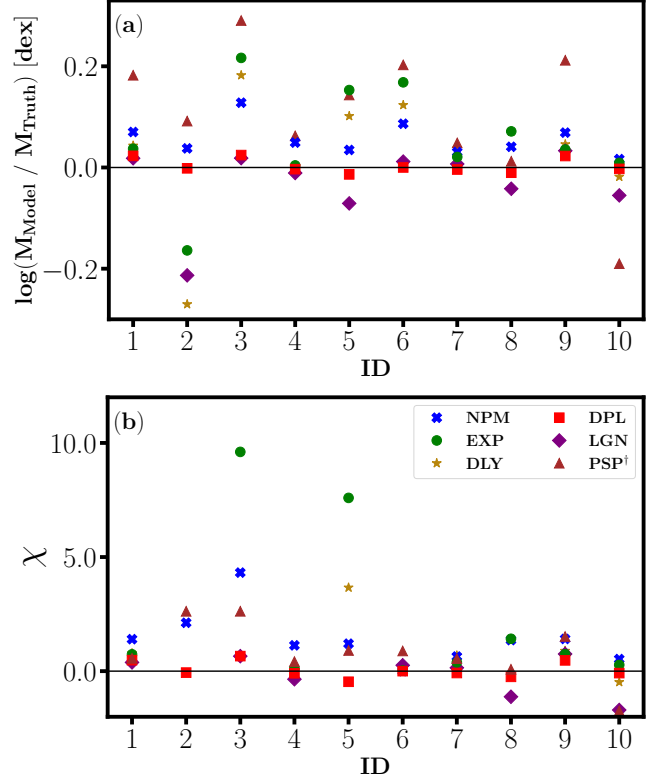 (a)
log(M_Model / M_Truth) [dex]
0.2
0.0
−0.2
1 2 3 4 5 6 7 8 9 10
ID
(b)
NPM DPL
EXP LGN
DLY PSP†
χ
10.0
5.0
0.0
1 2 3 4 5 6 7 8 9 10
ID